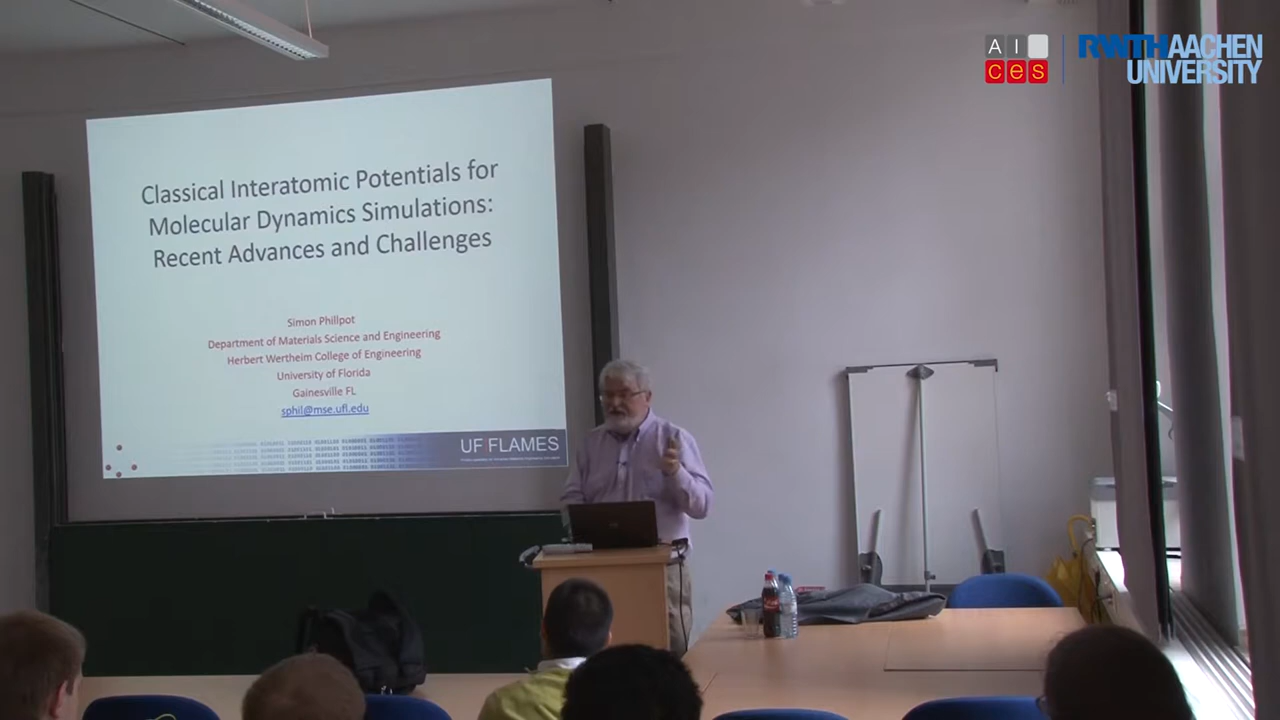 AI
ces
RWTHAACHEN
UNIVERSITY
Classical Interatomic Potentials for
Molecular Dynamics Simulations:
Recent Advances and Challenges
Simon Phillpot
Department of Materials Science and Engineering
Herbert Wertheim College of Engineering
University of Florida
Gainesville FL
sphil@mse.ufl.edu
UF FLAMES